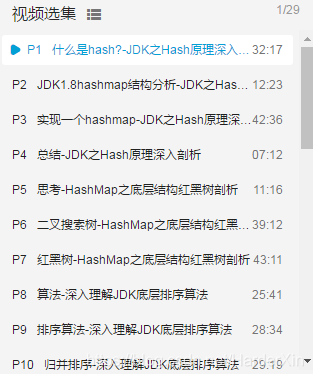 视频选集
1/29
P1 什么是hash?-JDK之Hash原理深入... 32:17
P2 JDK1.8hashmap结构分析-JDK之Has... 12:23
P3 实现一个hashmap-JDK之Hash原理深... 42:36
P4 总结-JDK之Hash原理深入剖析 07:12
P5 思考-HashMap之底层结构红黑树剖析 11:16
P6 二叉搜索树-HashMap之底层结构红黑... 39:12
P7 红黑树-HashMap之底层结构红黑树剖析 43:11
P8 算法-深入理解JDK底层排序算法 25:41
P9 排序算法-深入理解JDK底层排序算法 28:34
P10 归并排序-深入理解JDK底层排序算法 29:19